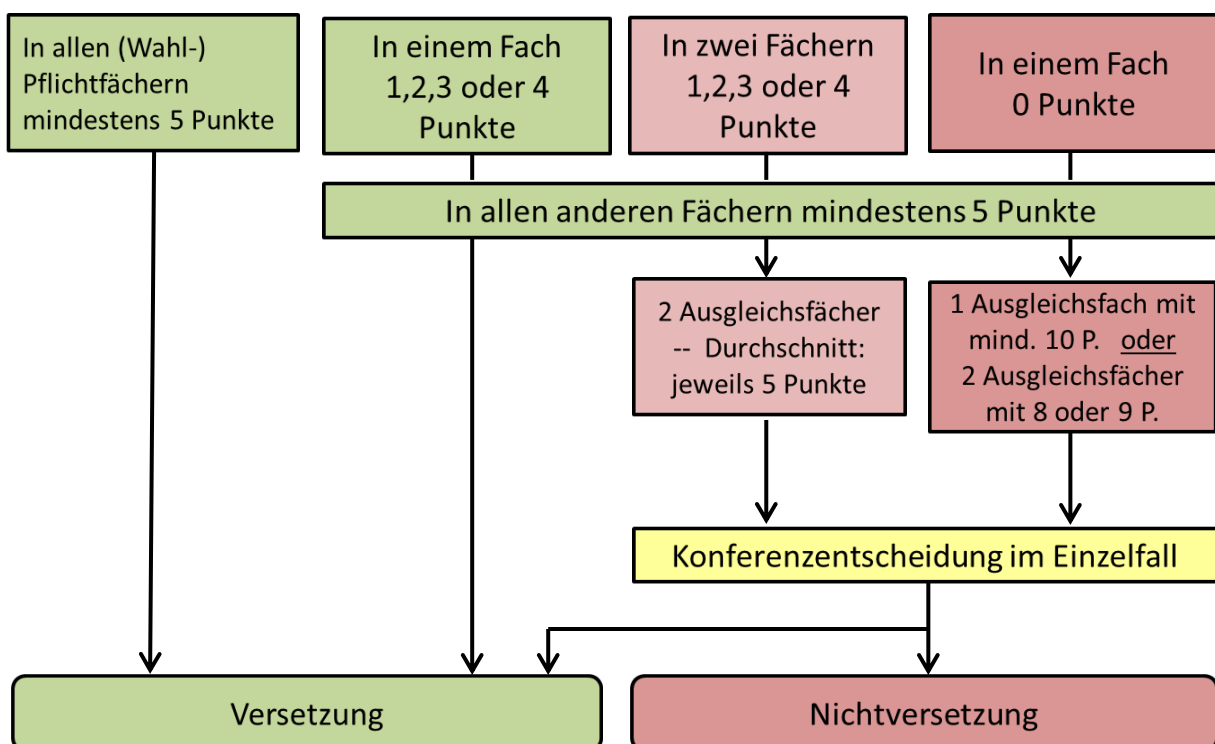 In allen (Wahl-)
Pflichtfächern
mindestens 5 Punkte
In einem Fach
1,2,3 oder 4
Punkte
In zwei Fächern
1,2,3 oder 4
Punkte
In einem Fach
0 Punkte
In allen anderen Fächern mindestens 5 Punkte
2 Ausgleichsfächer
-- Durchschnitt:
jeweils 5 Punkte
1 Ausgleichsfach mit
mind. 10 P. oder
2 Ausgleichsfächer
mit 8 oder 9 P.
Konferenzentscheidung im Einzelfall
Versetzung
Nichtversetzung